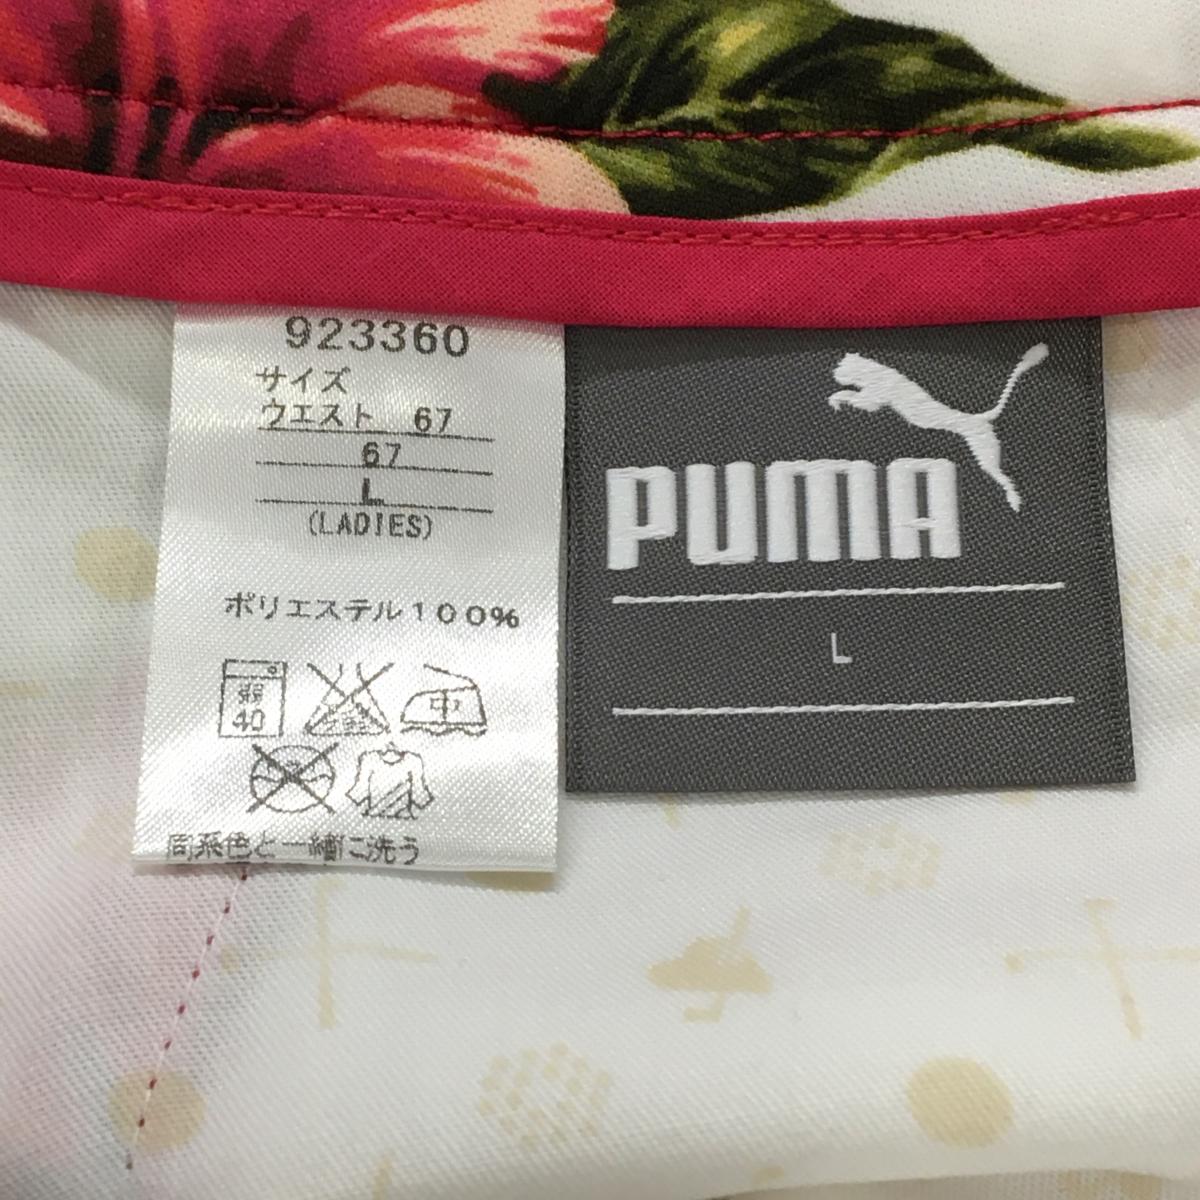 923360
サイズ
ウエスト 67
67
L
(LADIES)
ポリエステル100%
弱
40
中
同系色と一緒に洗う
PUMA
L